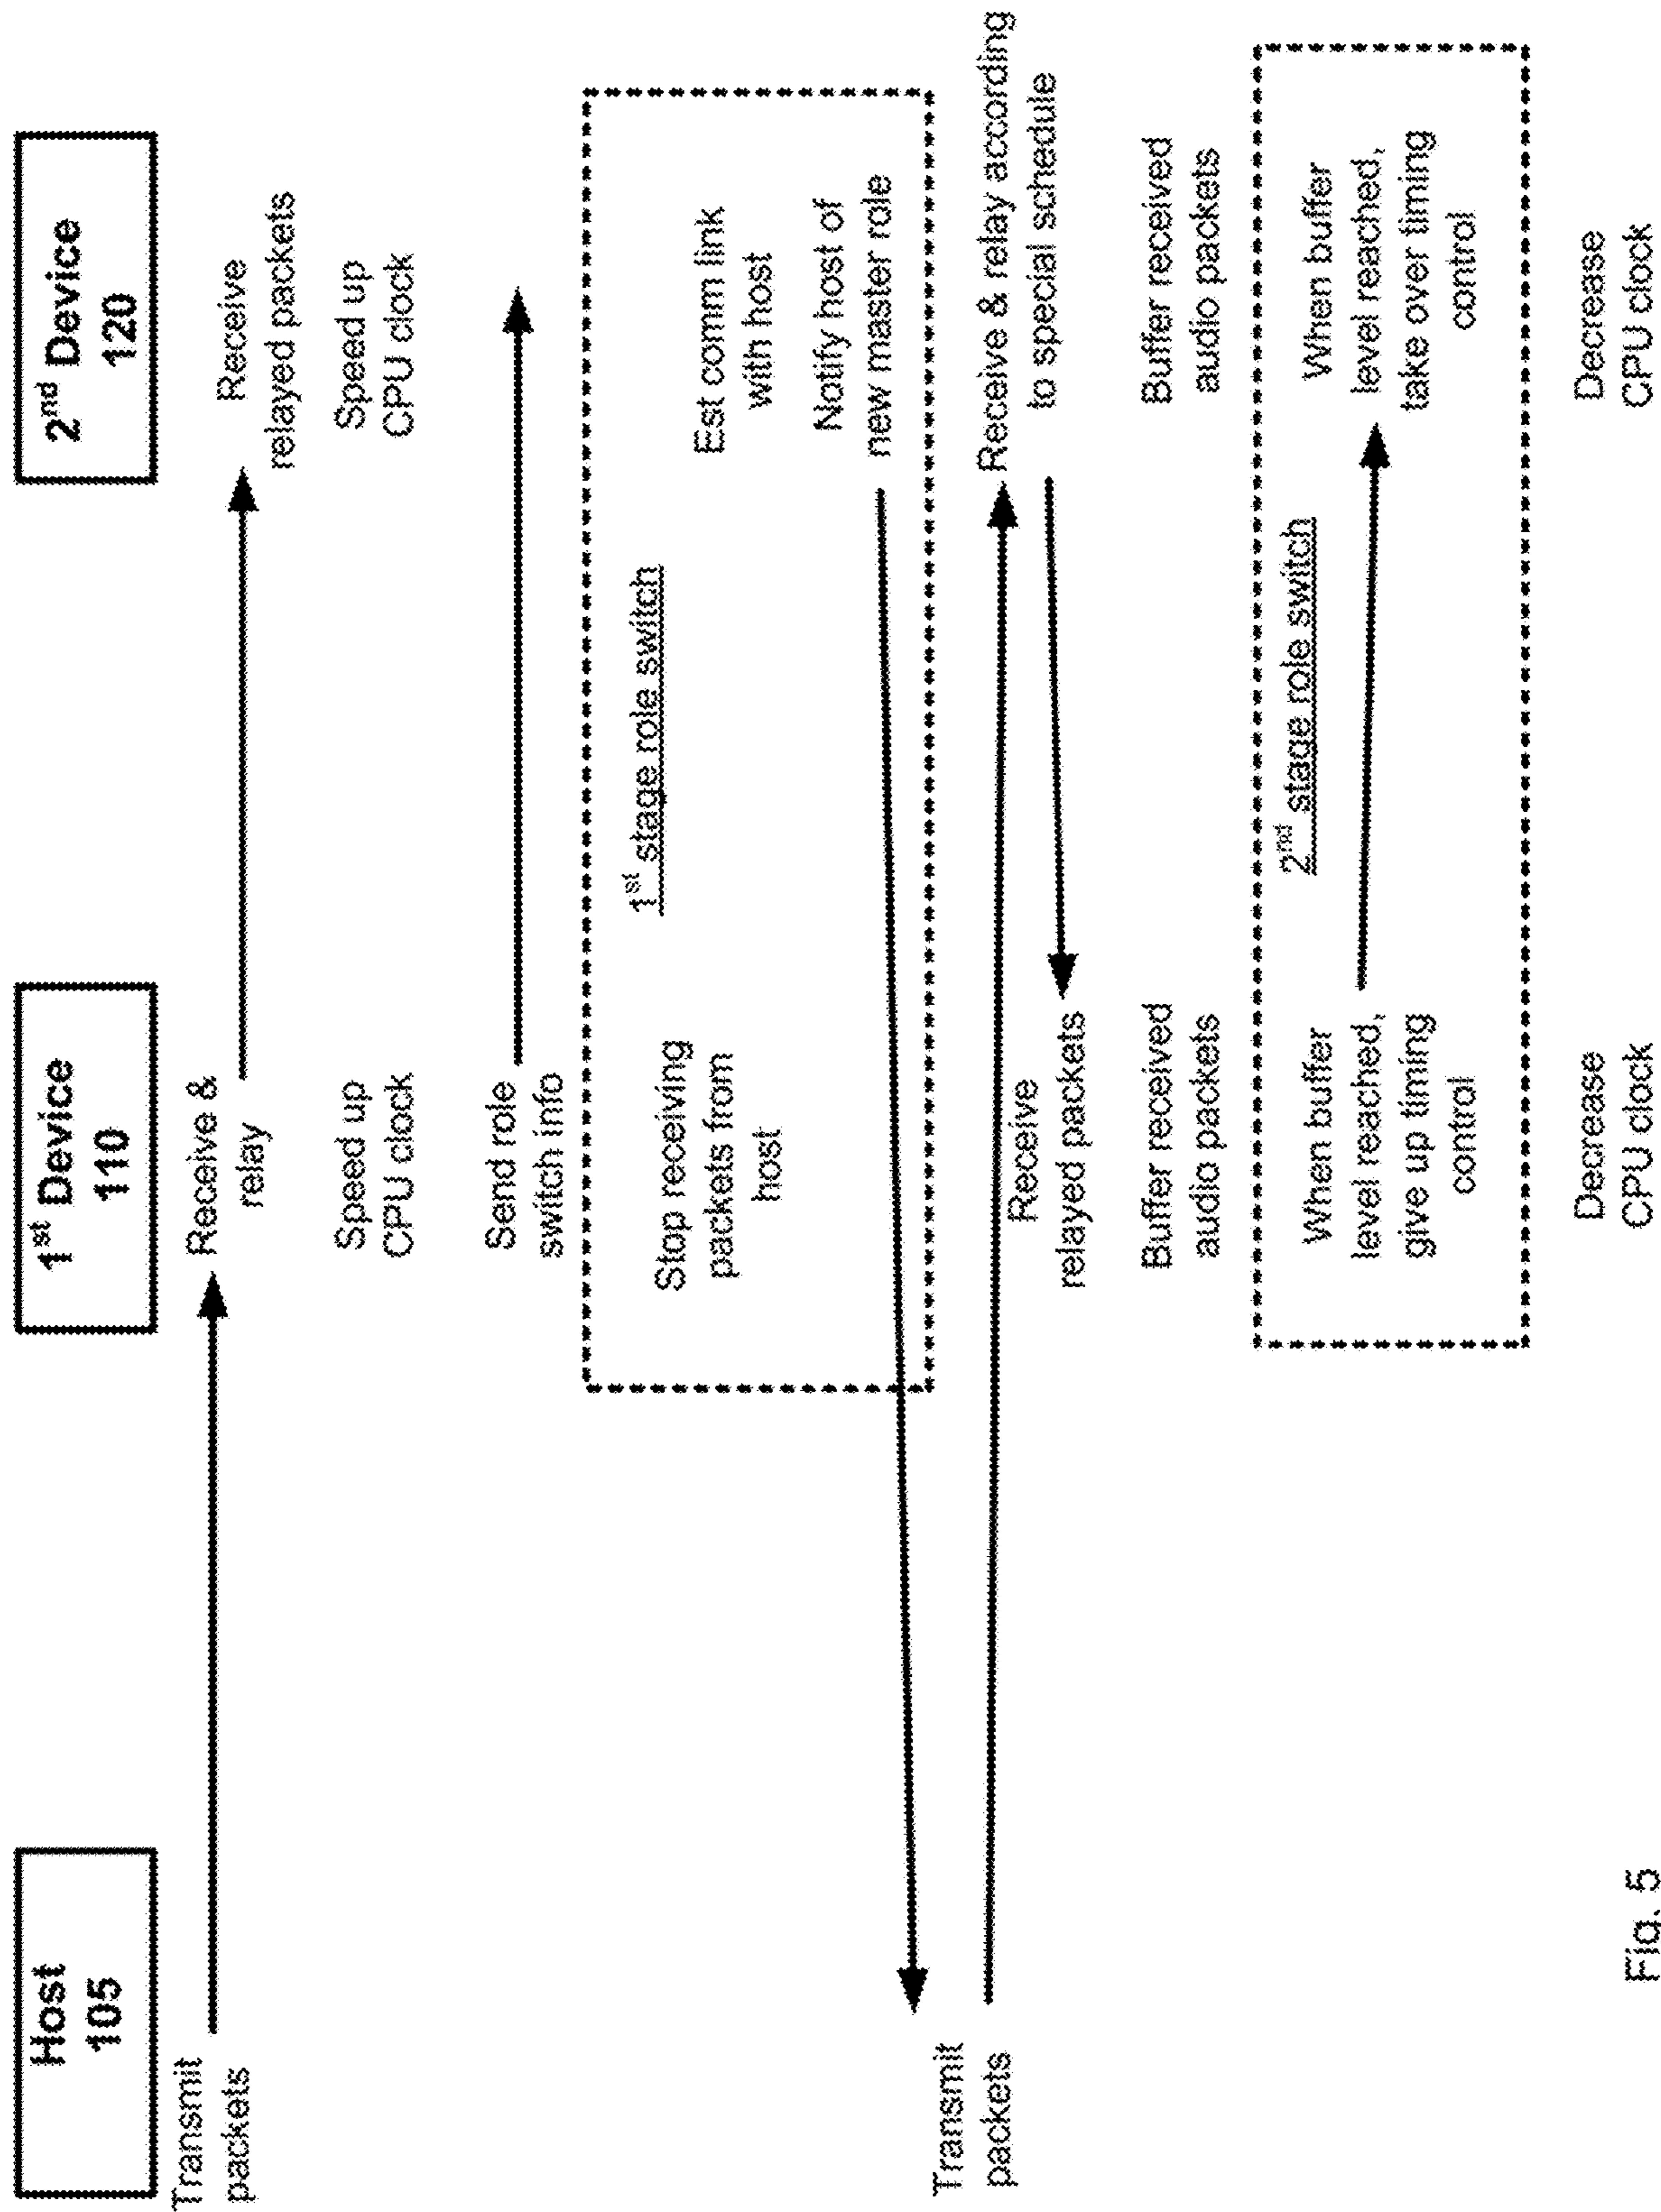 Host
105
1st Device
110
2nd Device
120
Transmit
packets
Receive &
relay
Receive
relayed packets
Speed up
CPU clock
Speed up
CPU clock
Send role
switch info
1st stage role switch
Stop receiving
packets from
host
Est comm link
with host
Notify host of
new master role
Transmit
packets
Receive & relay according
to special schedule
Receive
relayed packets
Buffer received
audio packets
Buffer received
audio packets
2nd stage role switch
When buffer
level reached,
give up timing
control
When buffer
level reached,
take over timing
control
Decrease
CPU clock
Decrease
CPU clock
Fig. 5